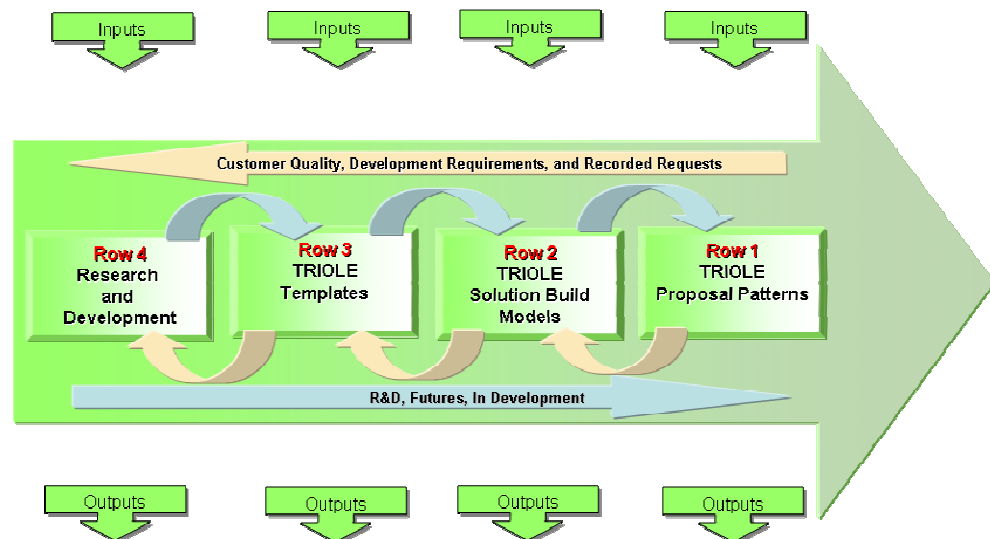 Inputs
Inputs
Inputs
Inputs
Customer Quality, Development Requirements, and Recorded Requests
Row 4
Research
and
Development
Row 3
TRIOLE
Templates
Row 2
TRIOLE
Solution Build
Models
Row 1
TRIOLE
Proposal Patterns
R&D, Futures, In Development
Outputs
Outputs
Outputs
Outputs